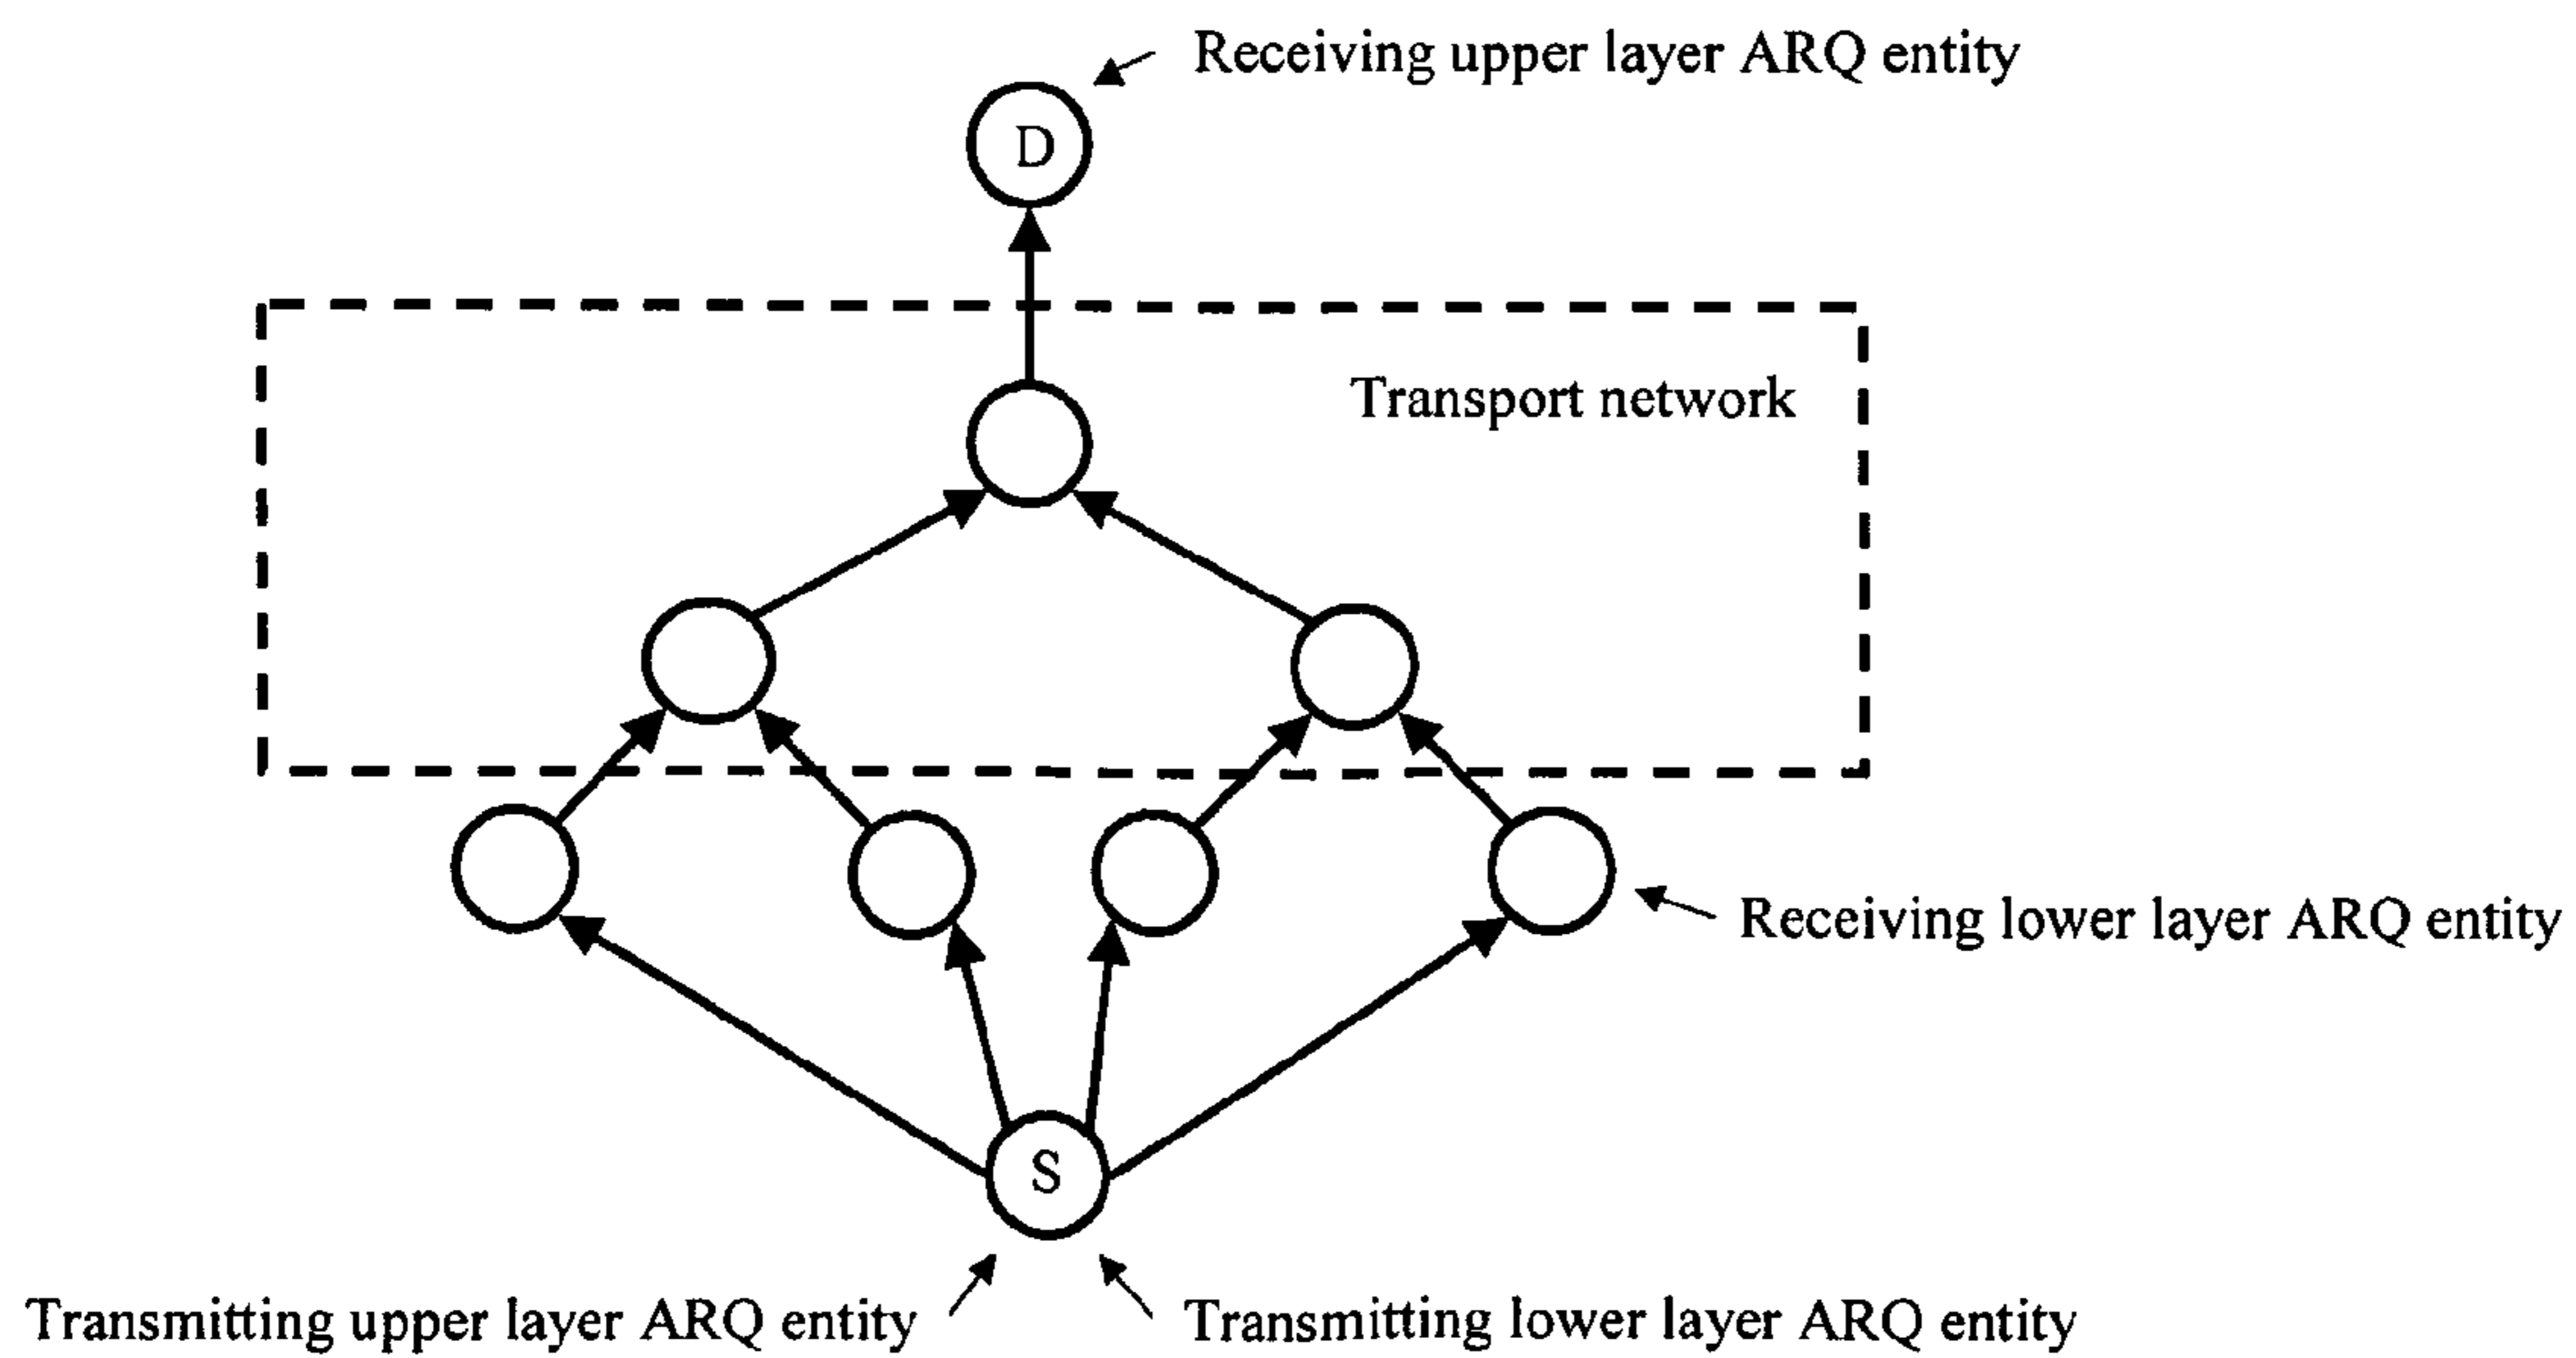 Receiving upper layer ARQ entity
D
Transport network
Receiving lower layer ARQ entity
S
Transmitting upper layer ARQ entity
Transmitting lower layer ARQ entity